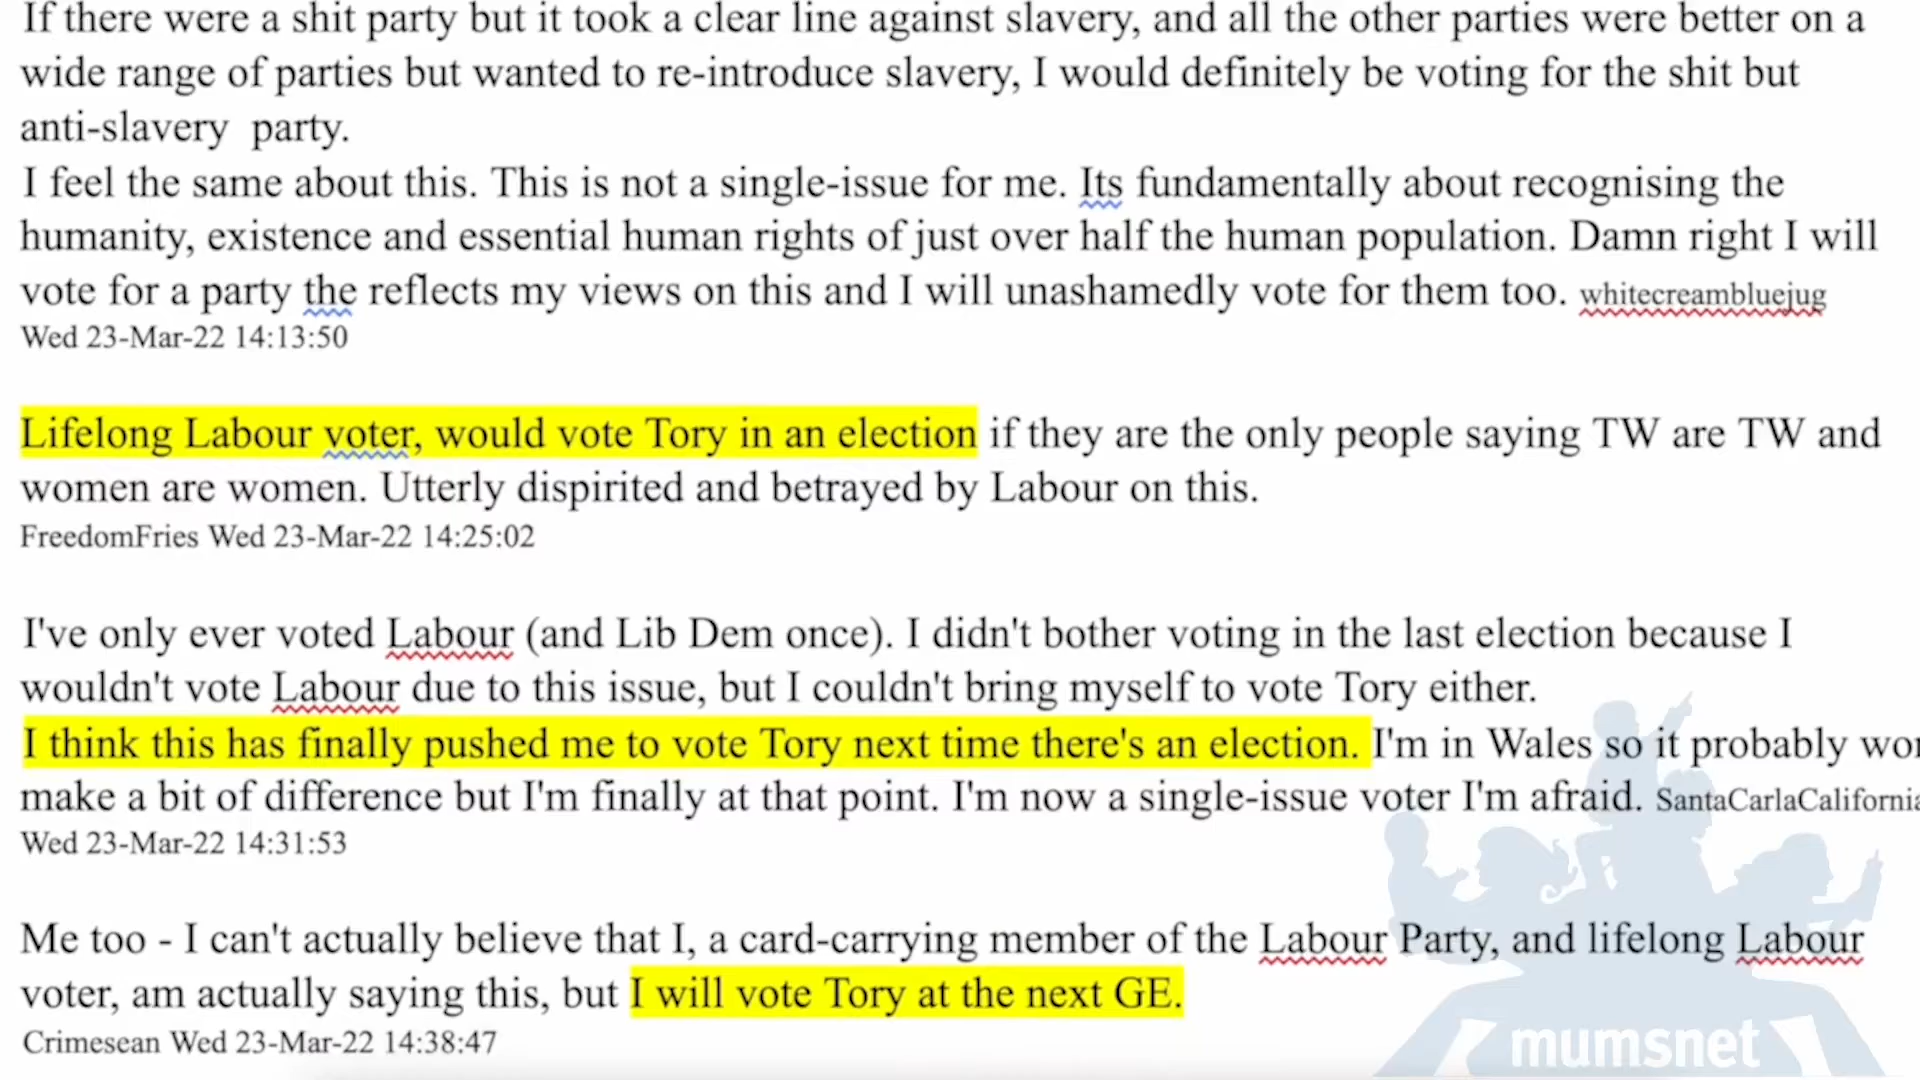 If there were a shit party but it took a clear line against slavery, and all the other parties were better on a
wide range of parties but wanted to re-introduce slavery, I would definitely be voting for the shit but
anti-slavery party.
I feel the same about this. This is not a single-issue for me. Its fundamentally about recognising the
humanity, existence and essential human rights of just over half the human population. Damn right I will
vote for a party the reflects my views on this and I will unashamedly vote for them too. whitecreambluejug
Wed 23-Mar-22 14:13:50
Lifelong Labour voter, would vote Tory in an election if they are the only people saying TW are TW and
women are women. Utterly dispirited and betrayed by Labour on this.
FreedomFries Wed 23-Mar-22 14:25:02
I've only ever voted Labour (and Lib Dem once). I didn't bother voting in the last election because I
wouldn't vote Labour due to this issue, but I couldn't bring myself to vote Tory either.
I think this has finally pushed me to vote Tory next time there's an election. I'm in Wales so it probably
make a bit of difference but I'm finally at that point. I'm now a single-issue voter I'm afraid. SantaCarlaCalifornia
Wed 23-Mar-22 14:31:53
Me too - I can't actually believe that I, a card-carrying member of the Labour Party, and lifelong Labour
voter, am actually saying this, but I will vote Tory at the next GE.
Crimesean Wed 23-Mar-22 14:38:47
mumsnet